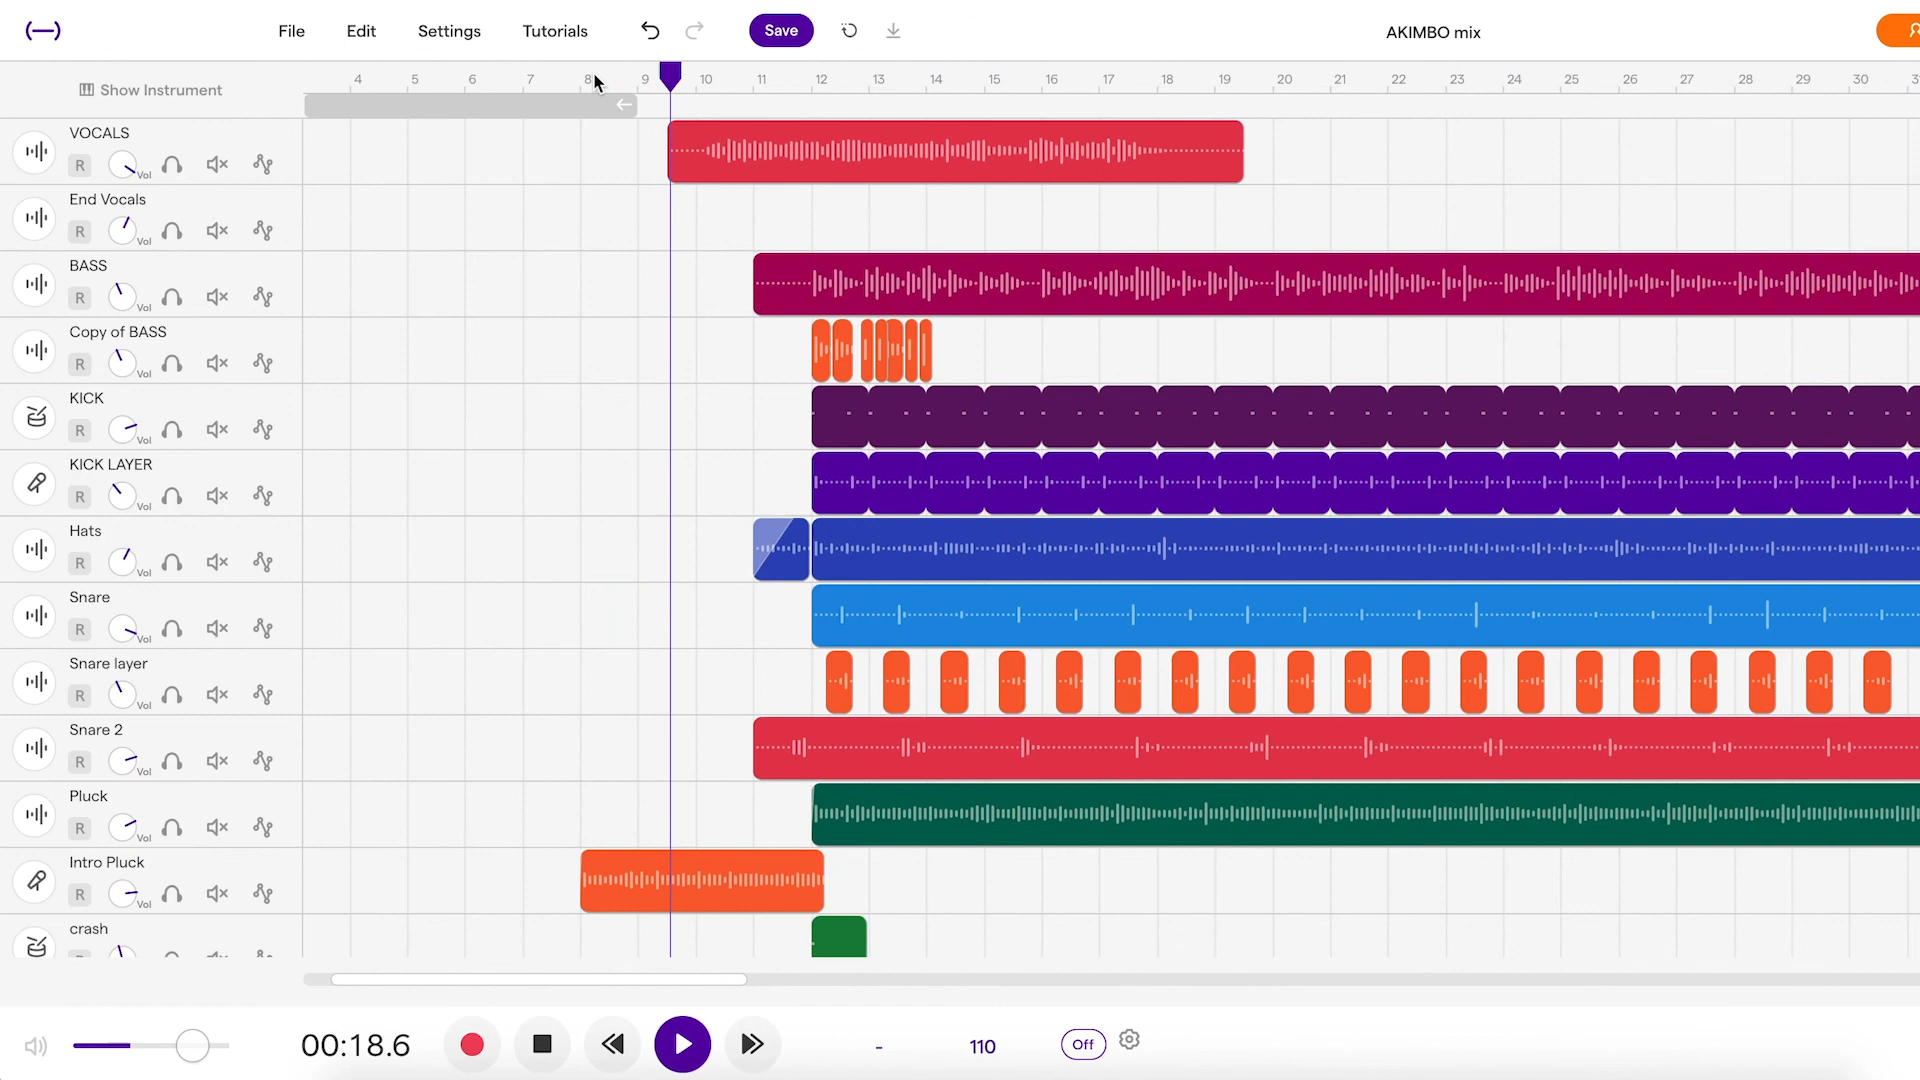 File Edit Settings Tutorials Save AKIMBO mix
Show Instrument 4 5 6 7 8 9 10 11 12 13 14 15 16 17 18 19 20 21 22 23 24 25 26 27 28 29 30
VOCALS
R Vol
End Vocals
R Vol
BASS
R Vol
Copy of BASS
R Vol
KICK
R Vol
KICK LAYER
R Vol
Hats
R Vol
Snare
R Vol
Snare layer
R Vol
Snare 2
R Vol
Pluck
R Vol
Intro Pluck
R Vol
crash
00:18.6 - 110 Off